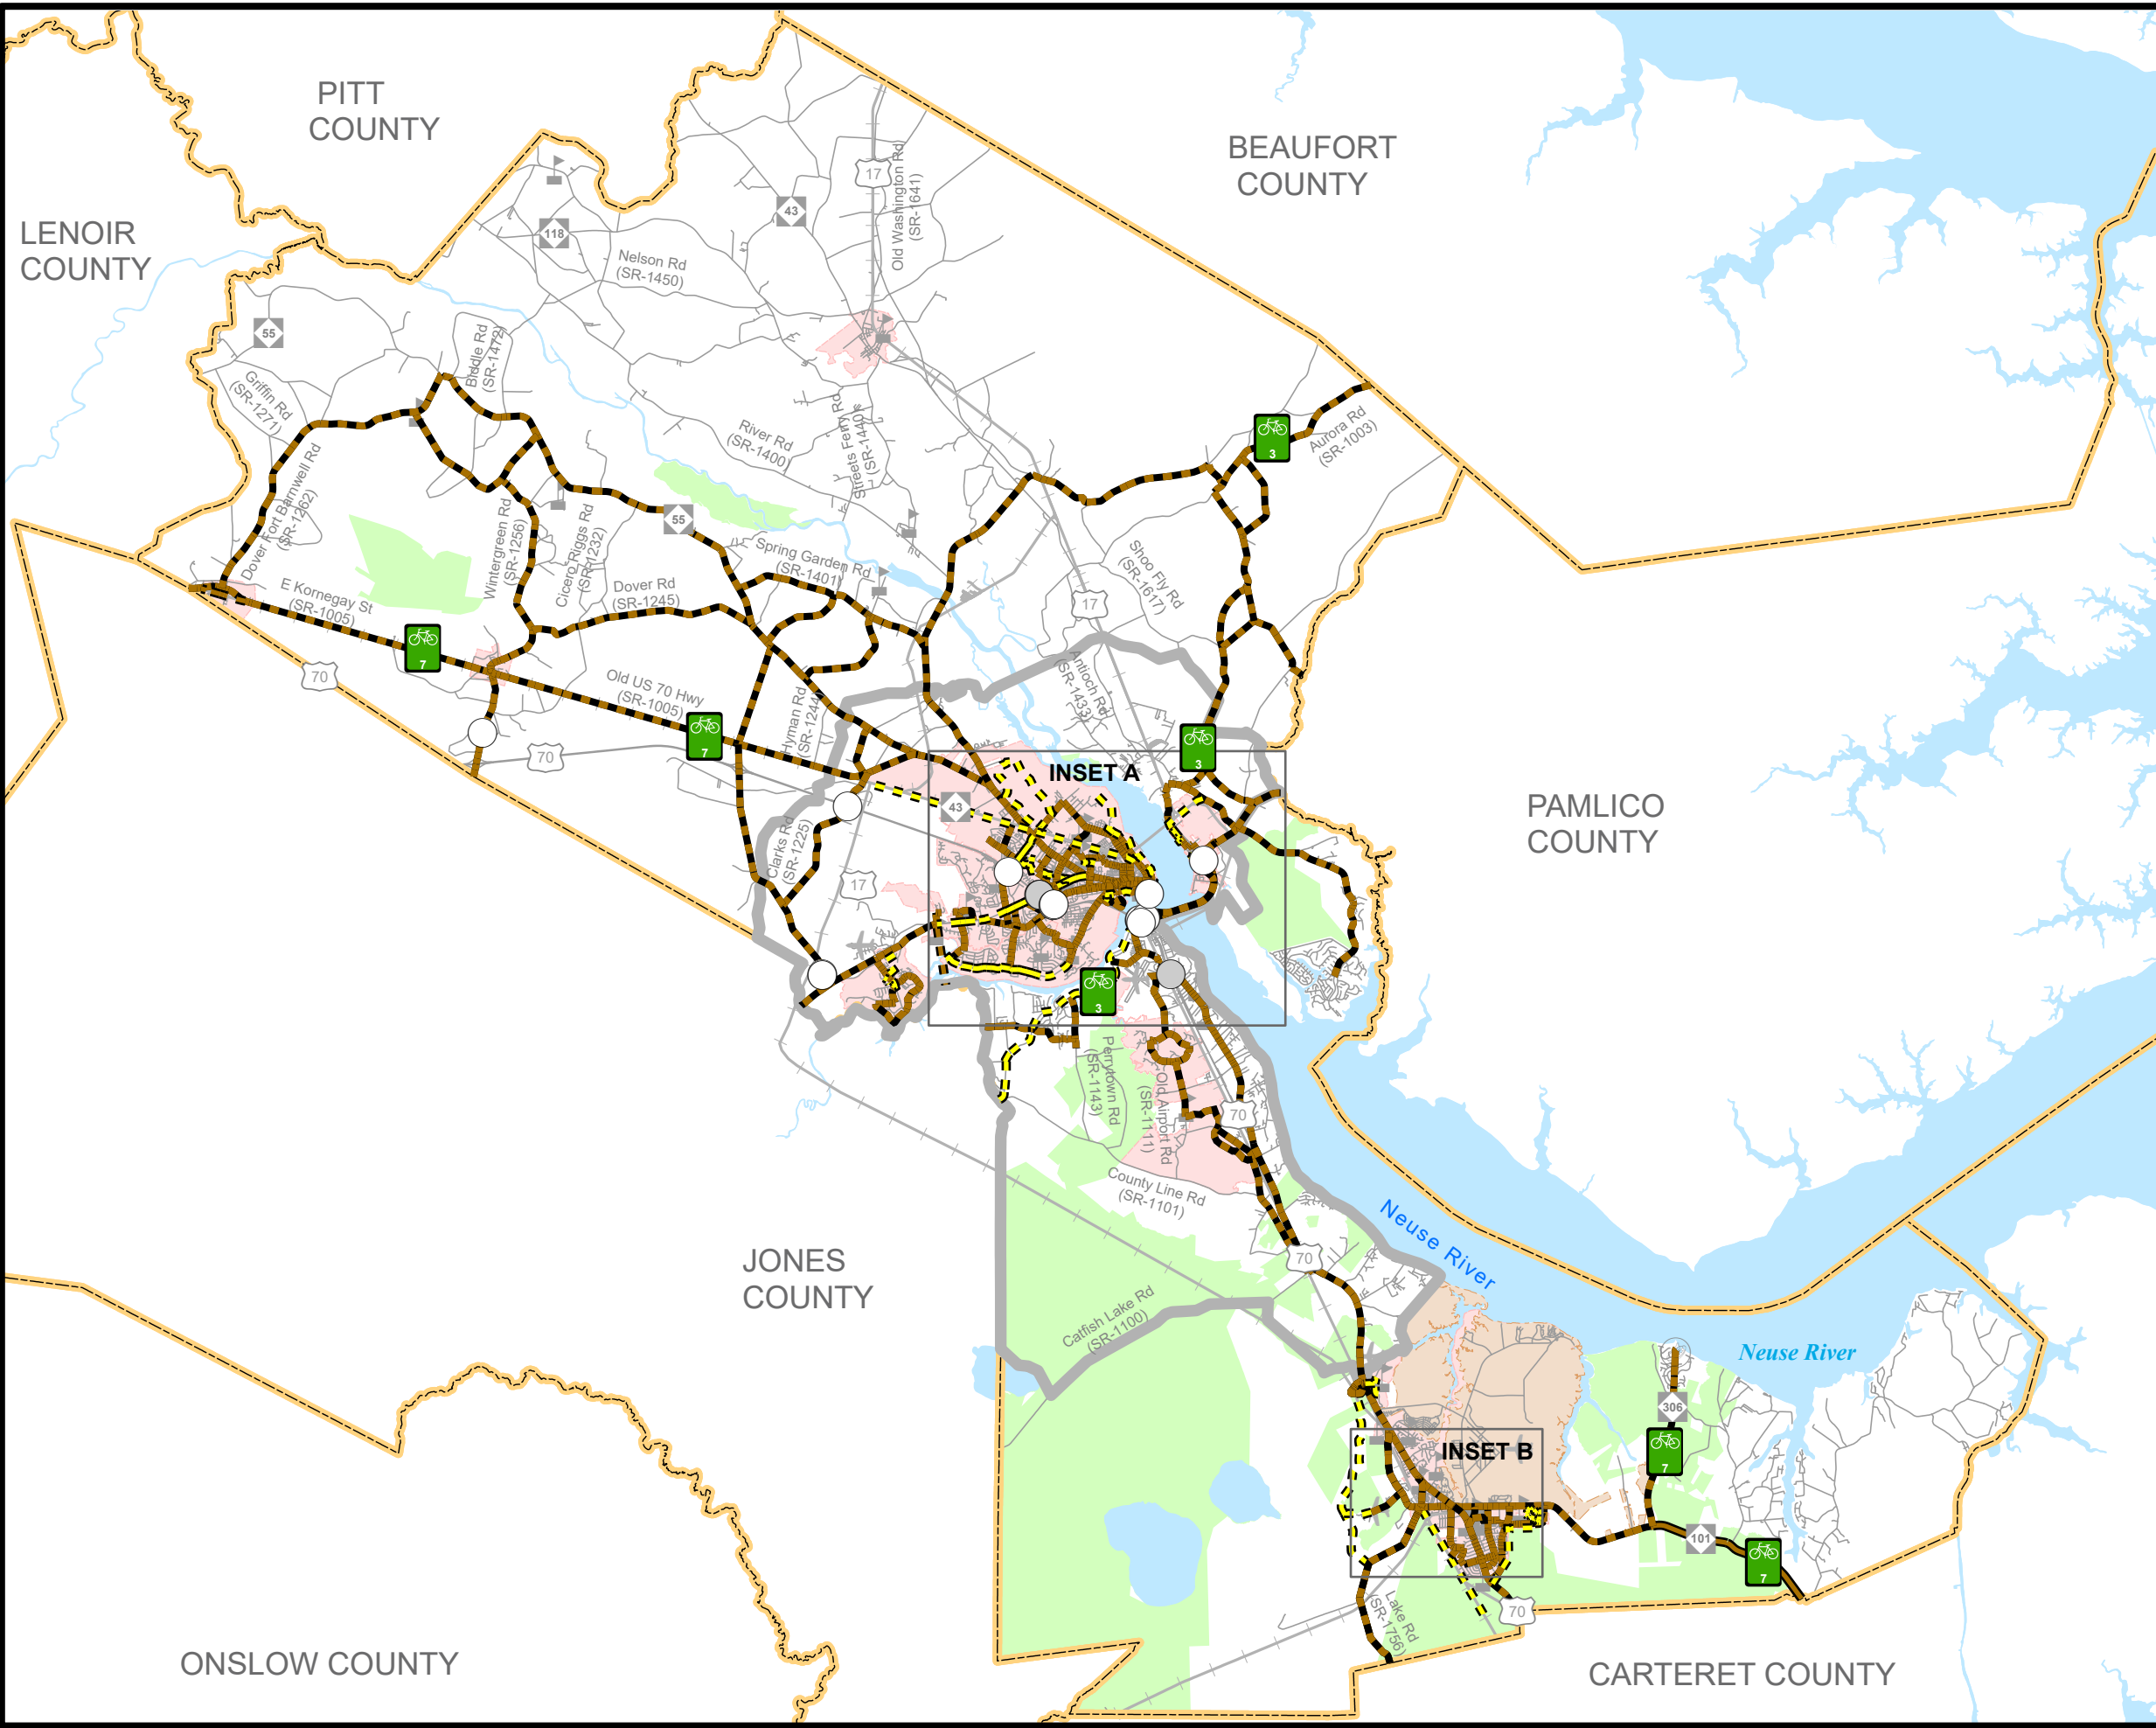 PITT
COUNTY
BEAUFORT
COUNTY
LENOIR
COUNTY
17
43
118
Old Washington Rd
(SR-1641)
Nelson Rd
(SR-1450)
55
Biddle Rd
(SR-1472)
Griffin Rd
(SR-1271)
River Rd
(SR-1400)
Streets Ferry Rd
(SR-1440)
3
Aurora Rd
(SR-1003)
Dover Fort Barnwell Rd
(SR-1262)
Wintergreen Rd
(SR-1256)
Cicero Riggs Rd
(SR-1232)
55
Spring Garden Rd
(SR-1401)
Shoo Fly Rd
(SR-1617)
E Kornegay St
(SR-1005)
Dover Rd
(SR-1245)
17
7
70
Old US 70 Hwy
(SR-1005)
Antioch Rd
(SR-1433)
Hyman Rd
(SR-1244)
7
70
3
INSET A
43
PAMLICO
COUNTY
Clarks Rd
(SR-1225)
17
3
Perrytown Rd
(SR-1143)
Old Airport Rd
(SR-1111)
70
County Line Rd
(SR-1101)
Neuse River
JONES
COUNTY
70
Catfish Lake Rd
(SR-1100)
Neuse River
306
INSET B
7
101
7
Lake Rd
(SR-1756)
70
ONSLOW COUNTY
CARTERET COUNTY